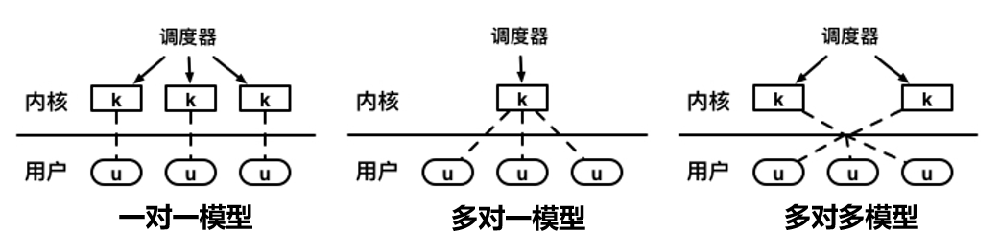 调度器 调度器 调度器
内核 k k k 内核 k 内核 k k
用户 u u u 用户 u u u 用户 u u u
一对一模型 多对一模型 多对多模型